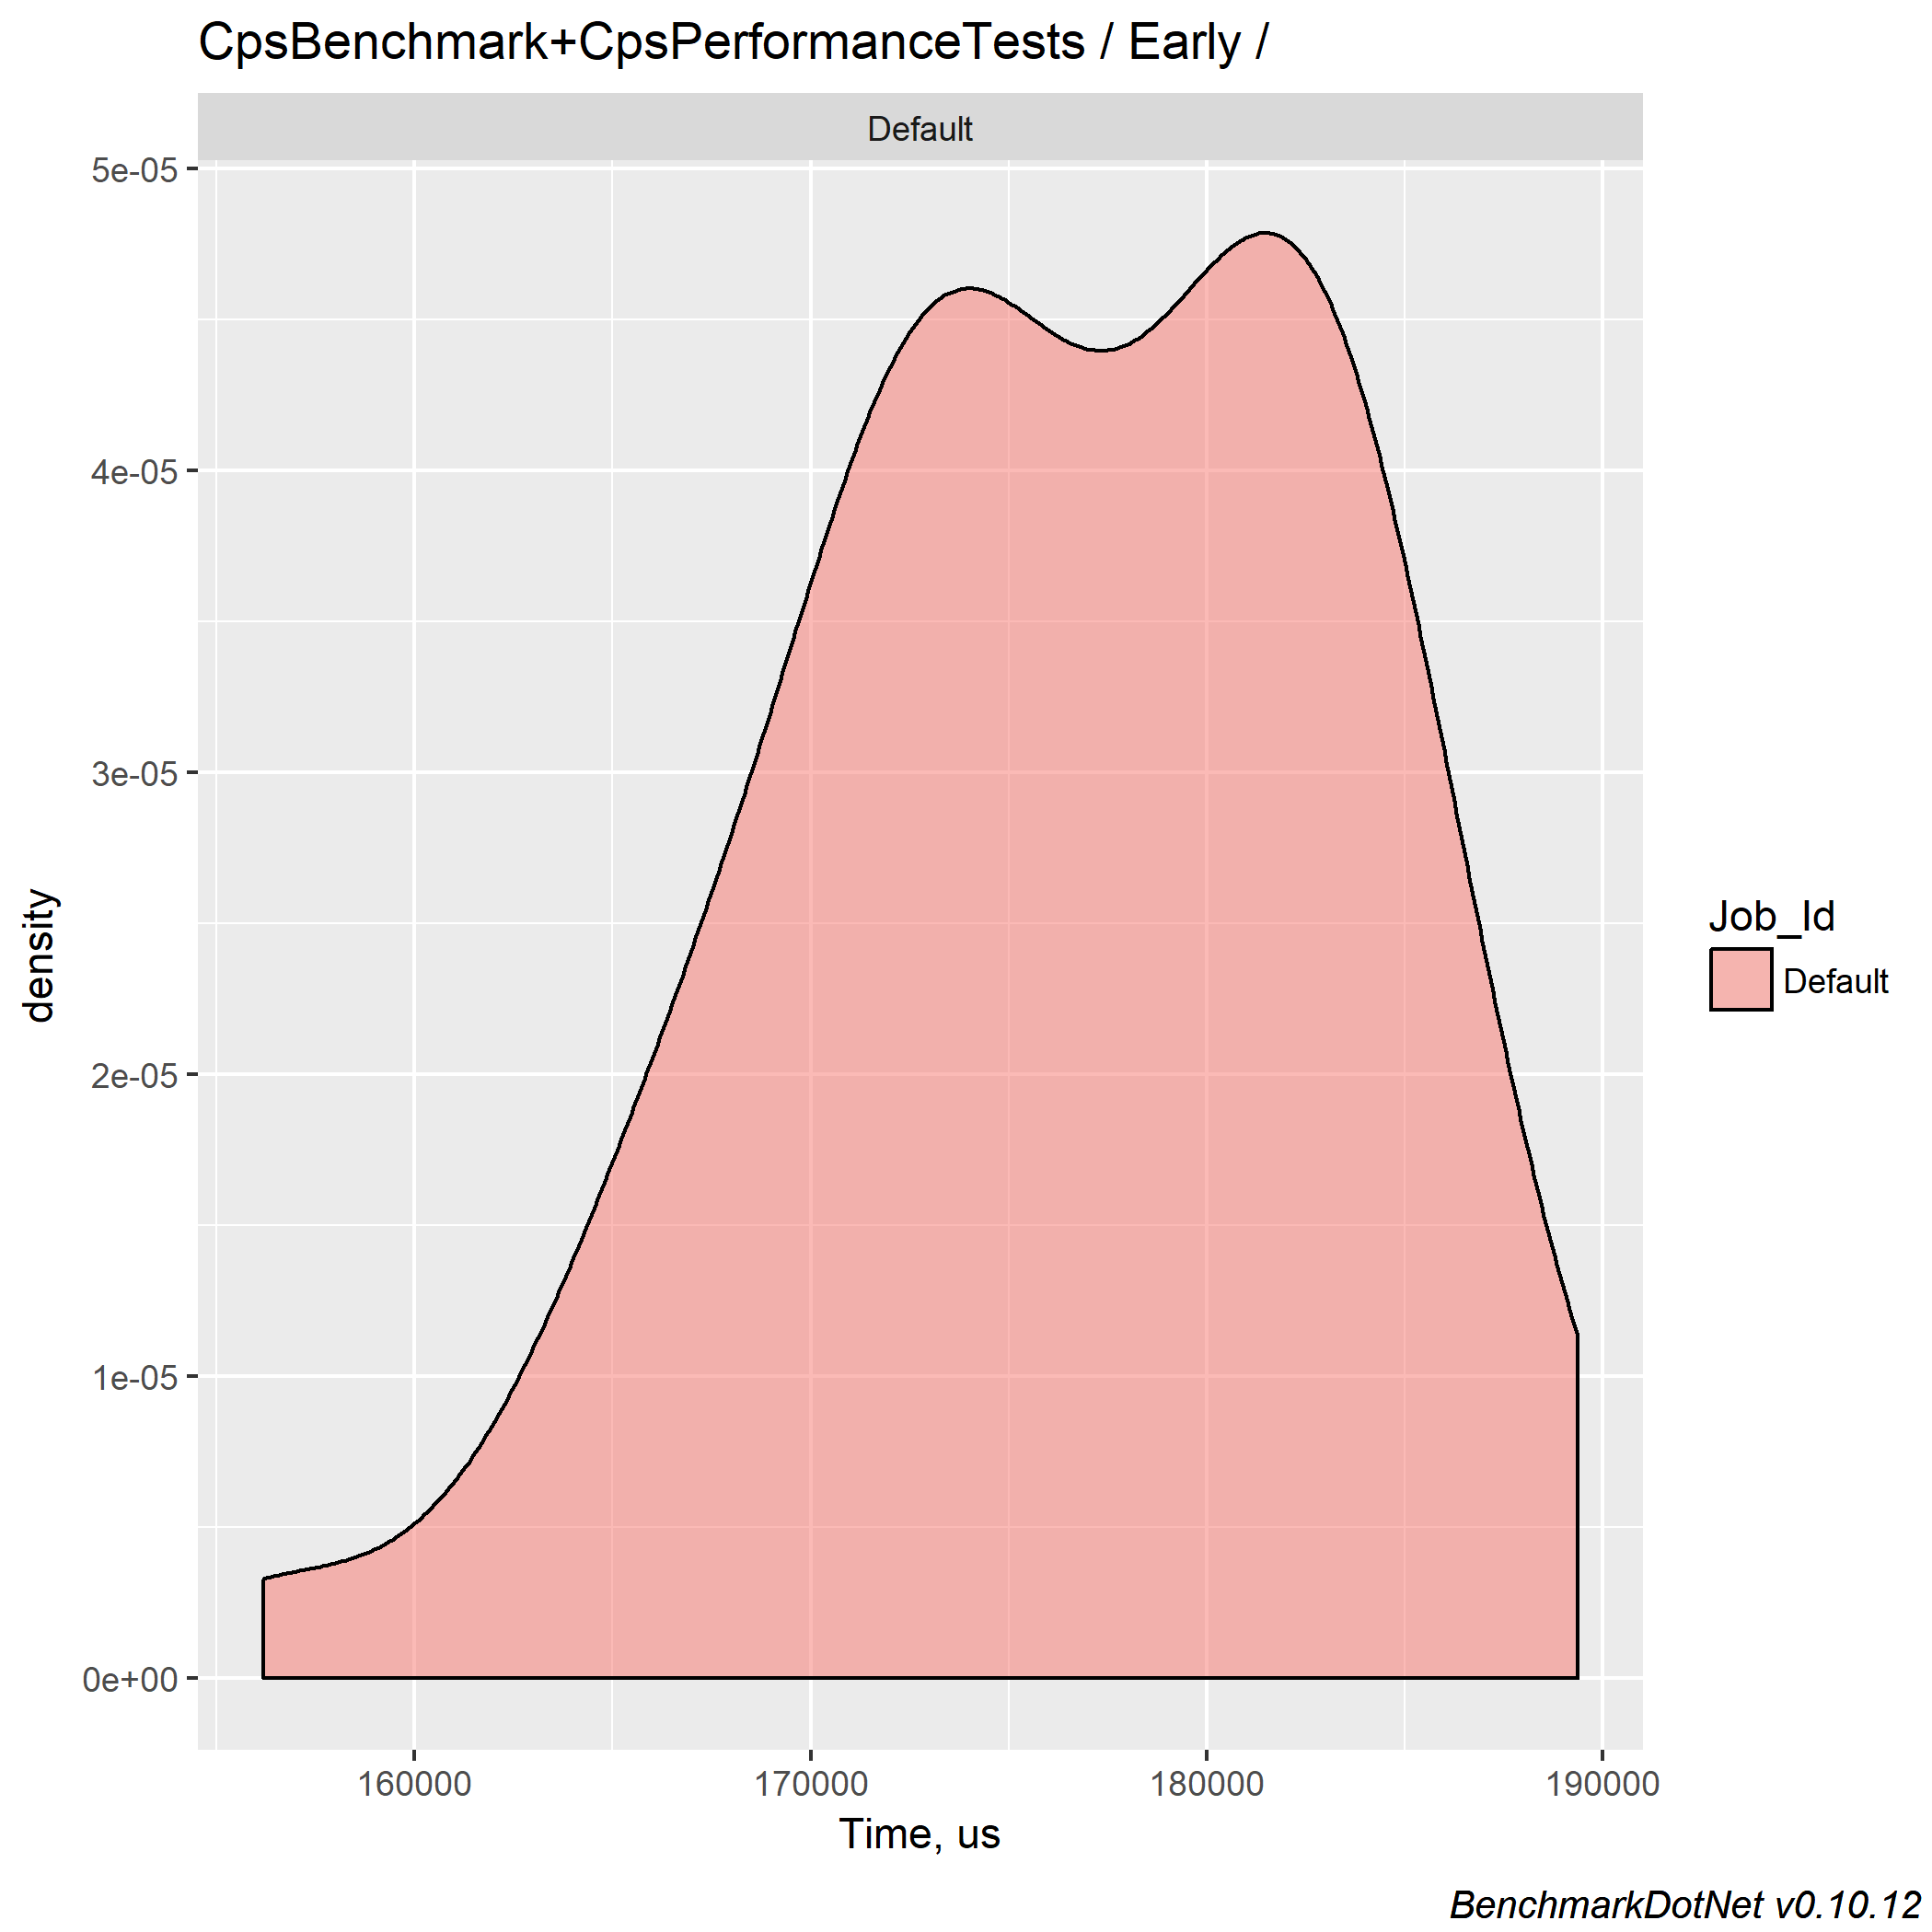 CpsBenchmark+CpsPerformanceTests / Early /
Default
5e-05
4e-05
3e-05
2e-05
1e-05
0e+00
density
160000 170000 180000 190000
Time, us
Job_Id
Default
BenchmarkDotNet v0.10.12